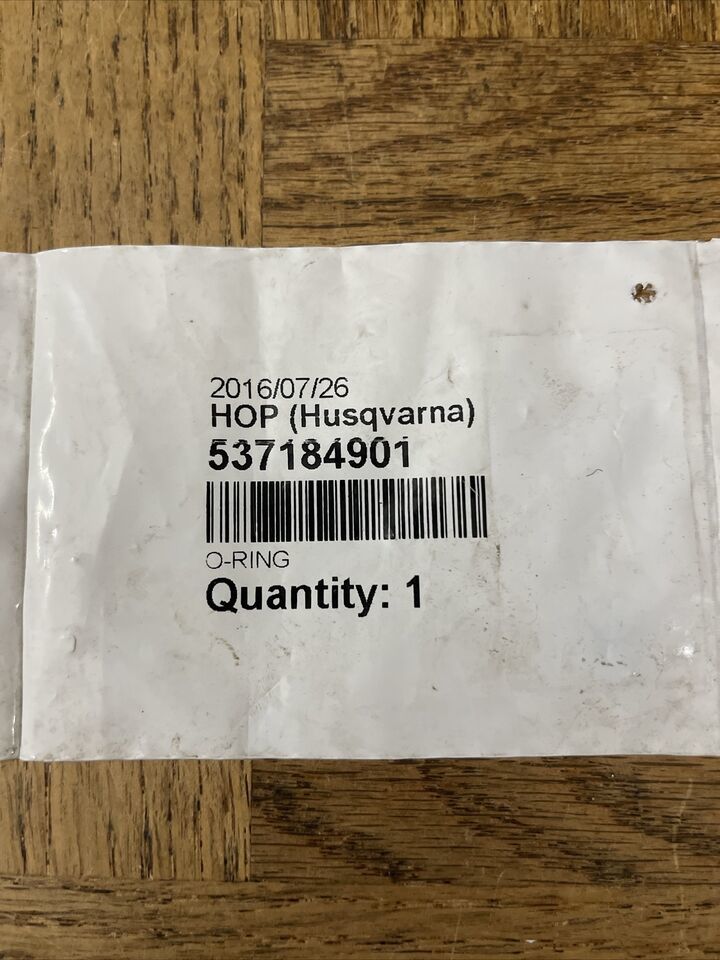 2016/07/26
HOP (Husqvarna)
537184901
O-RING
Quantity: 1